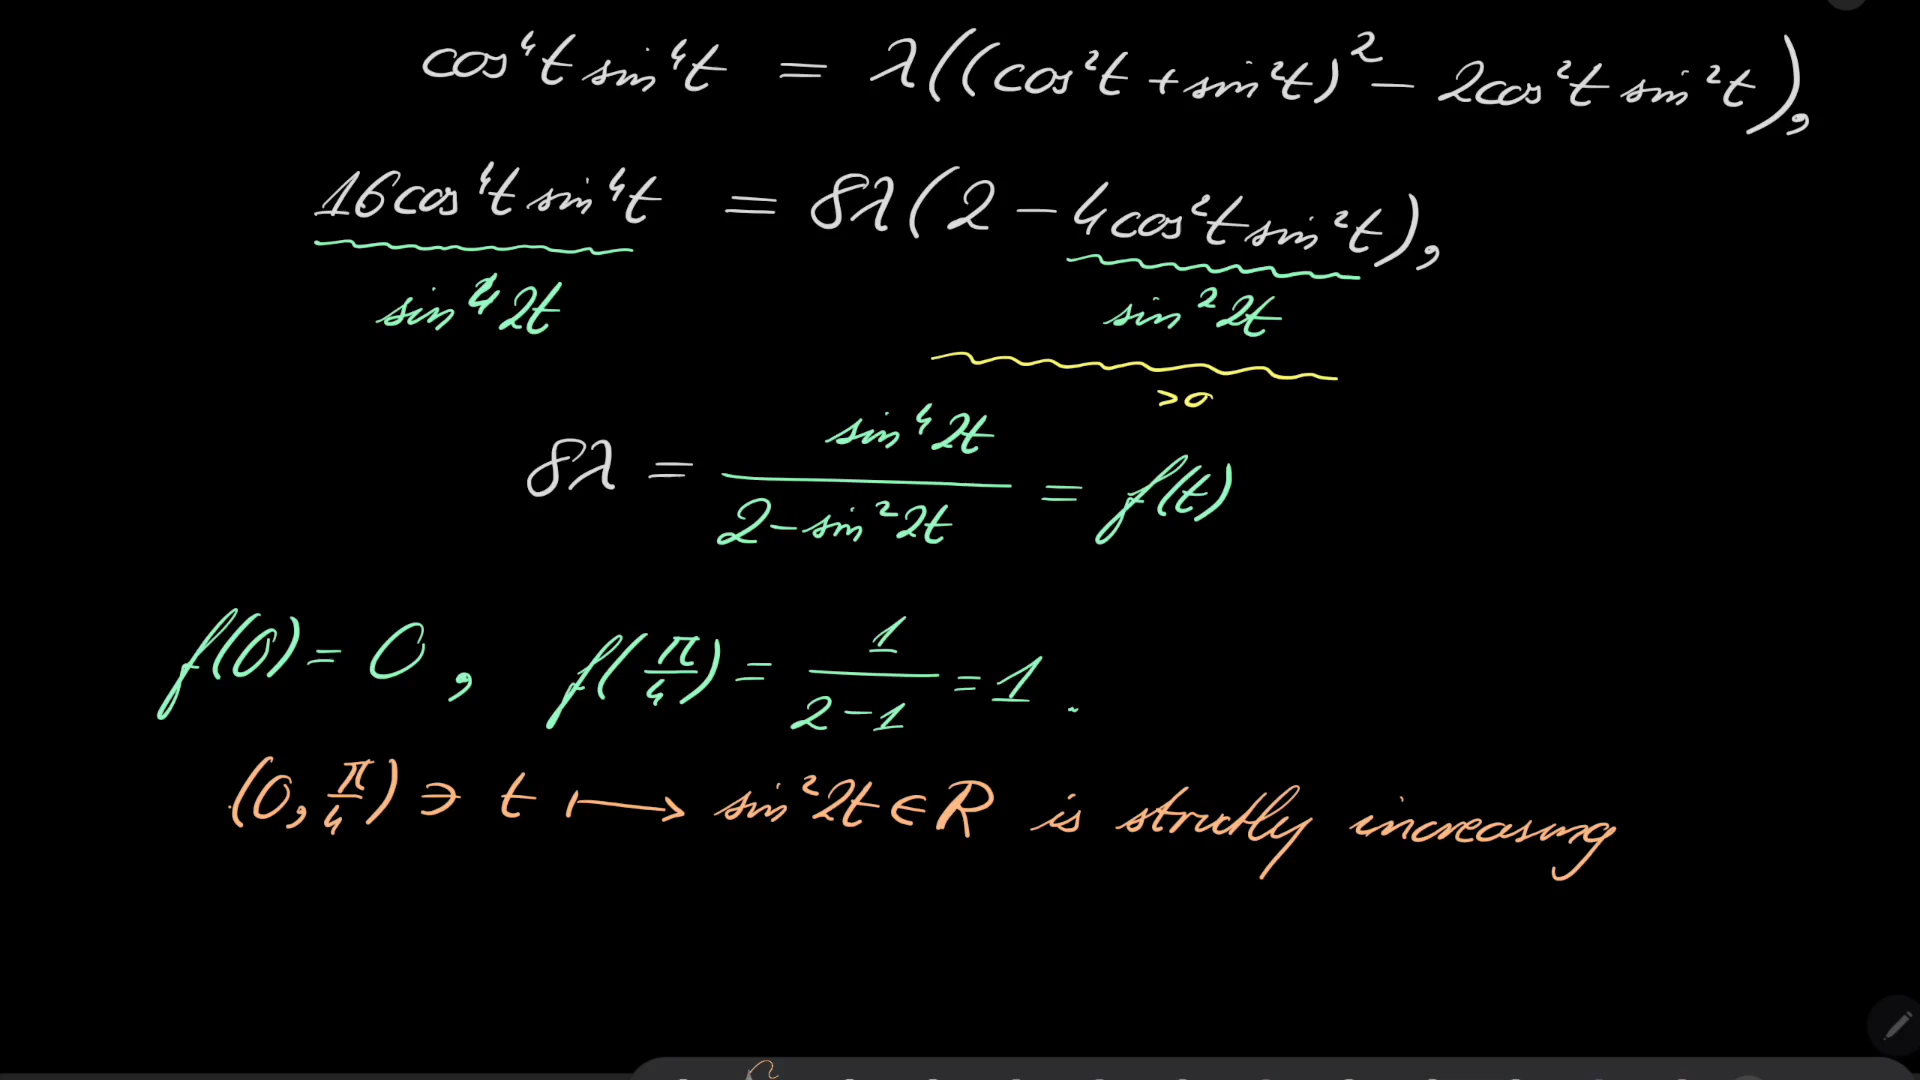 cos⁴t sin⁴t = λ((cos²t + sin²t)² − 2cos²t sin²t),
16cos⁴t sin⁴t = 8λ(2 − 4cos²t sin²t),
sin⁴2t sin²2t
>0
8λ = sin⁴2t / (2 − sin²2t) = f(t)
f(0) = 0, f(π/4) = 1/(2−1) = 1.
(0, π/4) ∋ t ⟼ sin²2t ∈ R is strictly increasing